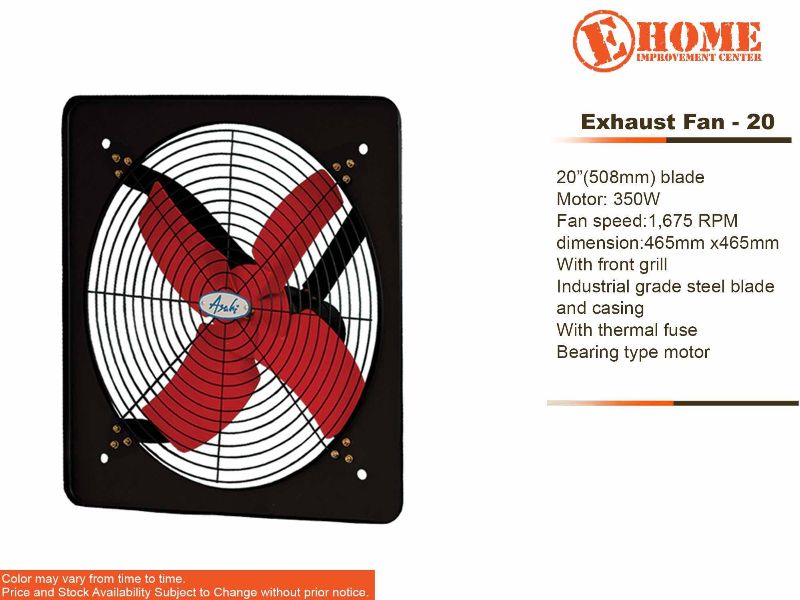 E HOME
IMPROVEMENT CENTER
Exhaust Fan - 20
20”(508mm) blade
Motor: 350W
Fan speed:1,675 RPM
dimension:465mm x465mm
With front grill
Industrial grade steel blade
and casing
With thermal fuse
Bearing type motor
Asahi
Color may vary from time to time.
Price and Stock Availability Subject to Change without prior notice.